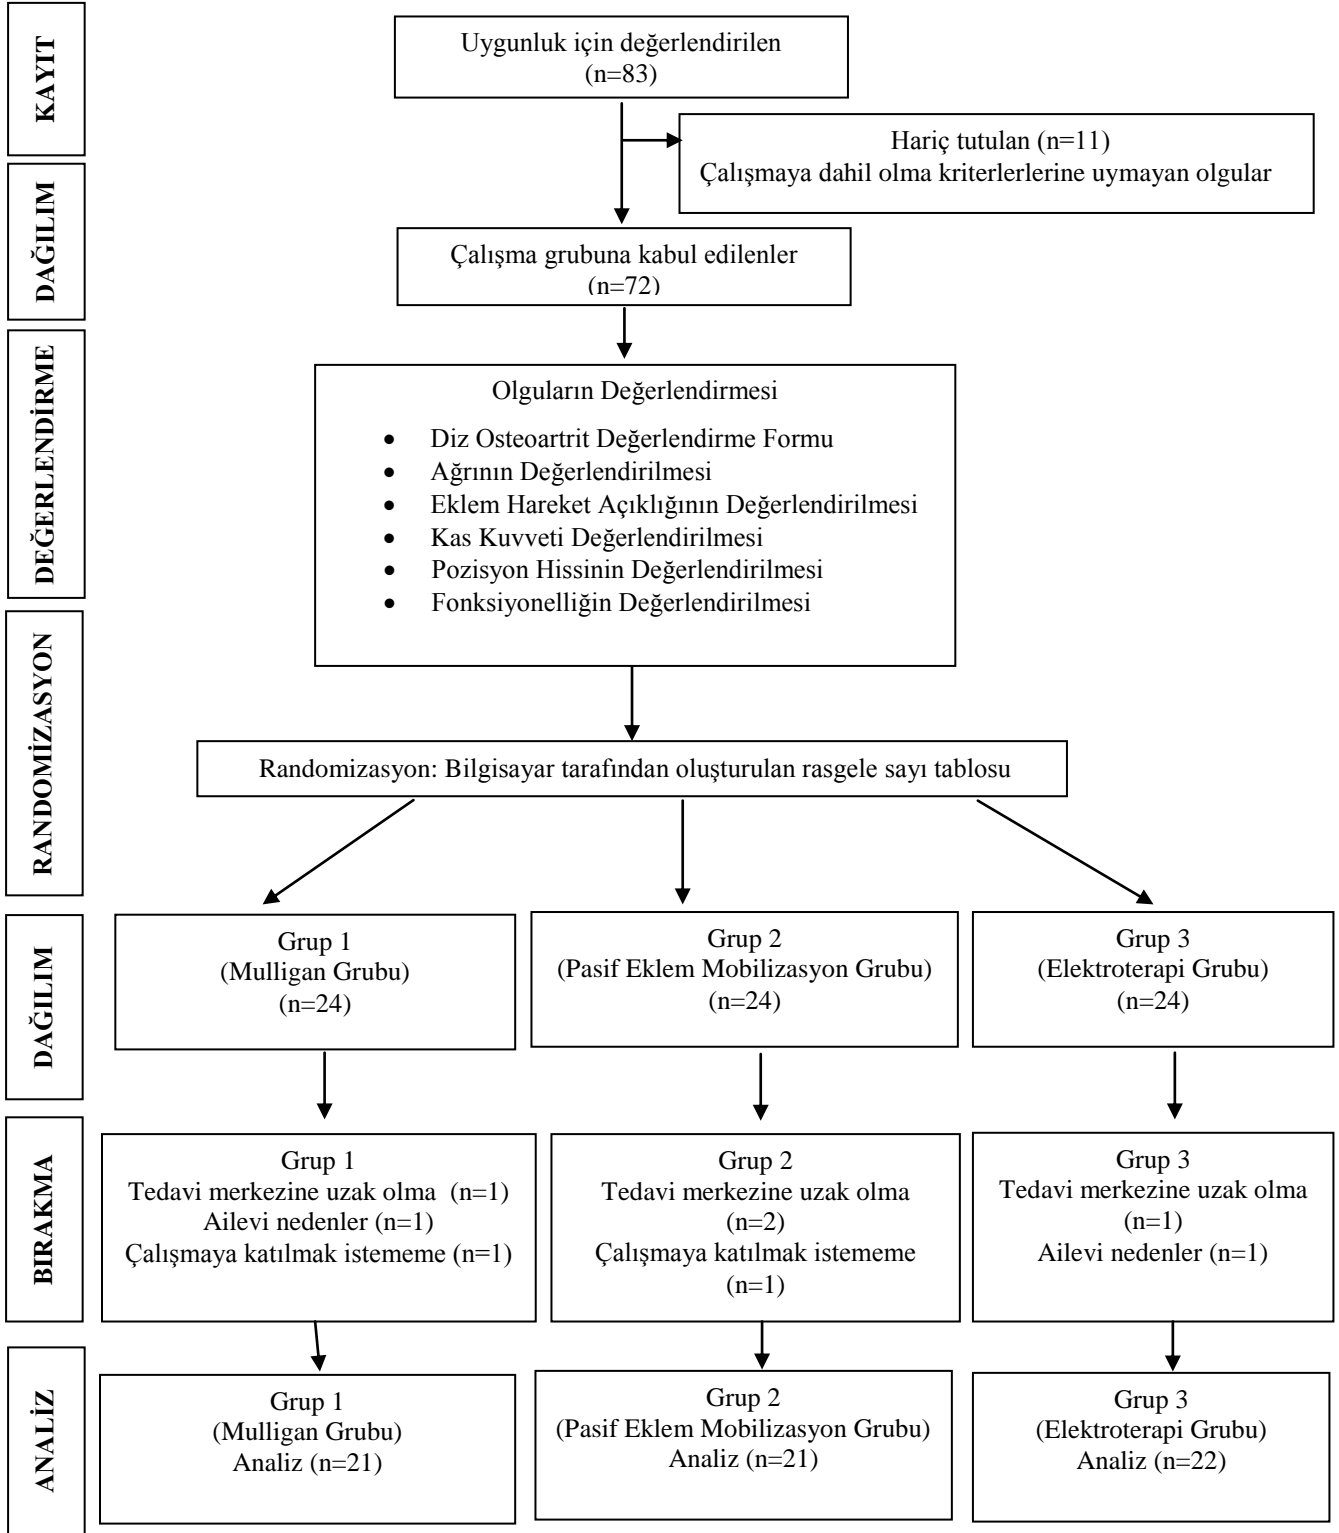 KAYIT
Uygunluk için değerlendirilen
(n=83)
Hariç tutulan (n=11)
Çalışmaya dahil olma kriterlerlerine uymayan olgular
DAĞILIM
Çalışma grubuna kabul edilenler
(n=72)
DEĞERLENDİRME
Olguların Değerlendirmesi
• Diz Osteoartrit Değerlendirme Formu
• Ağrının Değerlendirilmesi
• Eklem Hareket Açıklığının Değerlendirilmesi
• Kas Kuvveti Değerlendirilmesi
• Pozisyon Hissinin Değerlendirilmesi
• Fonksiyonelliğin Değerlendirilmesi
RANDOMİZASYON
Randomizasyon: Bilgisayar tarafından oluşturulan rasgele sayı tablosu
DAĞILIM
Grup 1
(Mulligan Grubu)
(n=24)
Grup 2
(Pasif Eklem Mobilizasyon Grubu)
(n=24)
Grup 3
(Elektroterapi Grubu)
(n=24)
BIRAKMA
Grup 1
Tedavi merkezine uzak olma (n=1)
Ailevi nedenler (n=1)
Çalışmaya katılmak istememe (n=1)
Grup 2
Tedavi merkezine uzak olma
(n=2)
Çalışmaya katılmak istememe
(n=1)
Grup 3
Tedavi merkezine uzak olma
(n=1)
Ailevi nedenler (n=1)
ANALİZ
Grup 1
(Mulligan Grubu)
Analiz (n=21)
Grup 2
(Pasif Eklem Mobilizasyon Grubu)
Analiz (n=21)
Grup 3
(Elektroterapi Grubu)
Analiz (n=22)